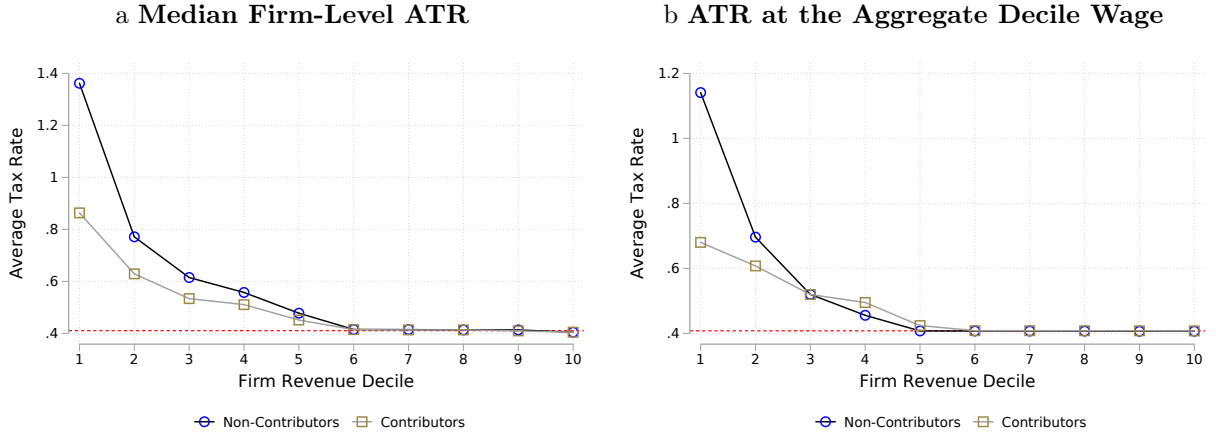 a Median Firm-Level ATR
1.4
1.2
1
.8
.6
.4
Average Tax Rate
1 2 3 4 5 6 7 8 9 10
Firm Revenue Decile
Non-Contributors Contributors
b ATR at the Aggregate Decile Wage
1.2
1
.8
.6
.4
Average Tax Rate
1 2 3 4 5 6 7 8 9 10
Firm Revenue Decile
Non-Contributors Contributors